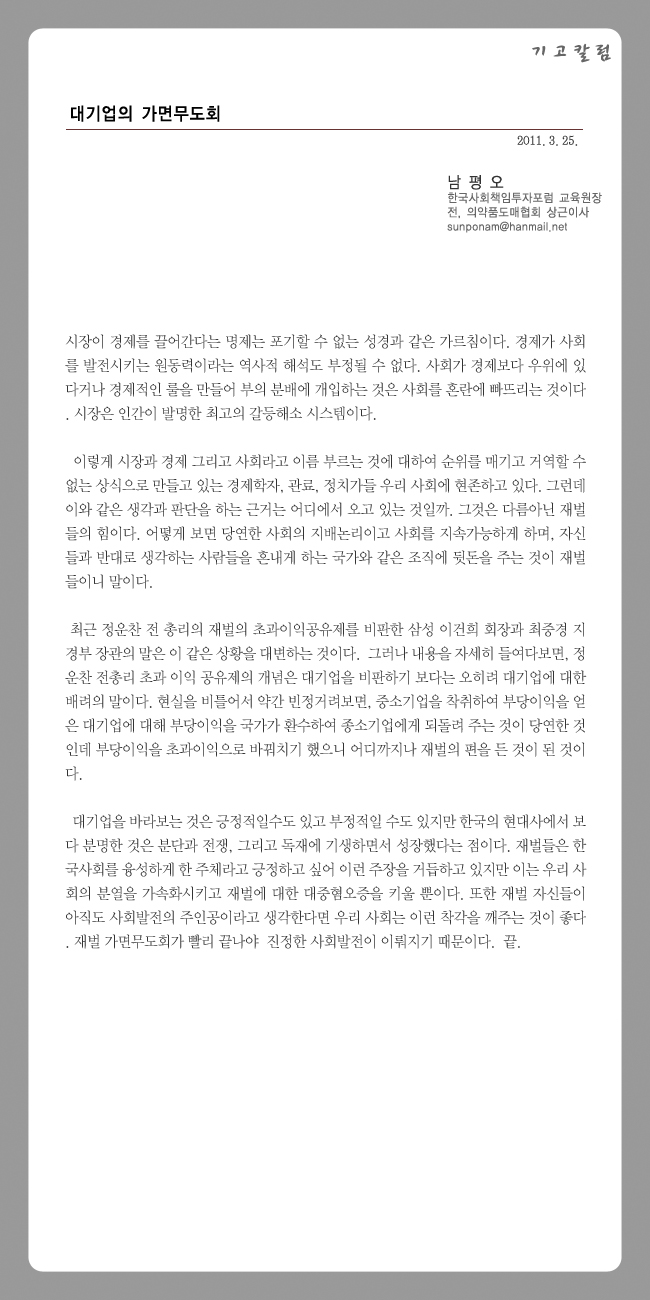 기고칼럼
대기업의 가면무도회
2011. 3. 25.
남 평 오
한국사회책임투자포럼 교육원장
전, 의약품도매협회 상근이사
sunponam@hanmail.net
시장이 경제를 끌어간다는 명제는 포기할 수 없는 성경과 같은 가르침이다. 경제가 사회
를 발전시키는 원동력이라는 역사적 해석도 부정될 수 없다. 사회가 경제보다 우위에 있
다거나 경제적인 룰을 만들어 부의 분배에 개입하는 것은 사회를 혼란에 빠뜨리는 것이다
. 시장은 인간이 발명한 최고의 갈등해소 시스템이다.
이렇게 시장과 경제 그리고 사회라고 이름 부르는 것에 대하여 순위를 매기고 거역할 수
없는 상식으로 만들고 있는 경제학자, 관료, 정치가들 우리 사회에 현존하고 있다. 그런데
이와 같은 생각과 판단을 하는 근거는 어디에서 오고 있는 것일까. 그것은 다름아닌 재벌
들의 힘이다. 어떻게 보면 당연한 사회의 지배논리이고 사회를 지속가능하게 하며, 자신
들과 반대로 생각하는 사람들을 혼내게 하는 국가와 같은 조직에 뒷돈을 주는 것이 재벌
들이니 말이다.
최근 정운찬 전 총리의 재벌의 초과이익공유제를 비판한 삼성 이건희 회장과 최중경 지
경부 장관의 말은 이 같은 상황을 대변하는 것이다. 그러나 내용을 자세히 들여다보면, 정
운찬 전총리 초과 이익 공유제의 개념은 대기업을 비판하기 보다는 오히려 대기업에 대한
배려의 말이다. 현실을 비틀어서 약간 빈정거려보면, 중소기업을 착취하여 부당이익을 얻
은 대기업에 대해 부당이익을 국가가 환수하여 중소기업에게 되돌려 주는 것이 당연한 것
인데 부당이익을 초과이익으로 바꿔치기 했으니 어디까지나 재벌의 편을 든 것이 된 것이
다.
대기업을 바라보는 것은 긍정적일수도 있고 부정적일 수도 있지만 한국의 현대사에서 보
다 분명한 것은 분단과 전쟁, 그리고 독재에 기생하면서 성장했다는 점이다. 재벌들은 한
국사회를 융성하게 한 주체라고 긍정하고 싶어 이런 주장을 거듭하고 있지만 이는 우리 사
회의 분열을 가속화시키고 재벌에 대한 대중혐오증을 키울 뿐이다. 또한 재벌 자신들이
아직도 사회발전의 주인공이라고 생각한다면 우리 사회는 이런 착각을 깨주는 것이 좋다
. 재벌 가면무도회가 빨리 끝나야 진정한 사회발전이 이뤄지기 때문이다. 끝.